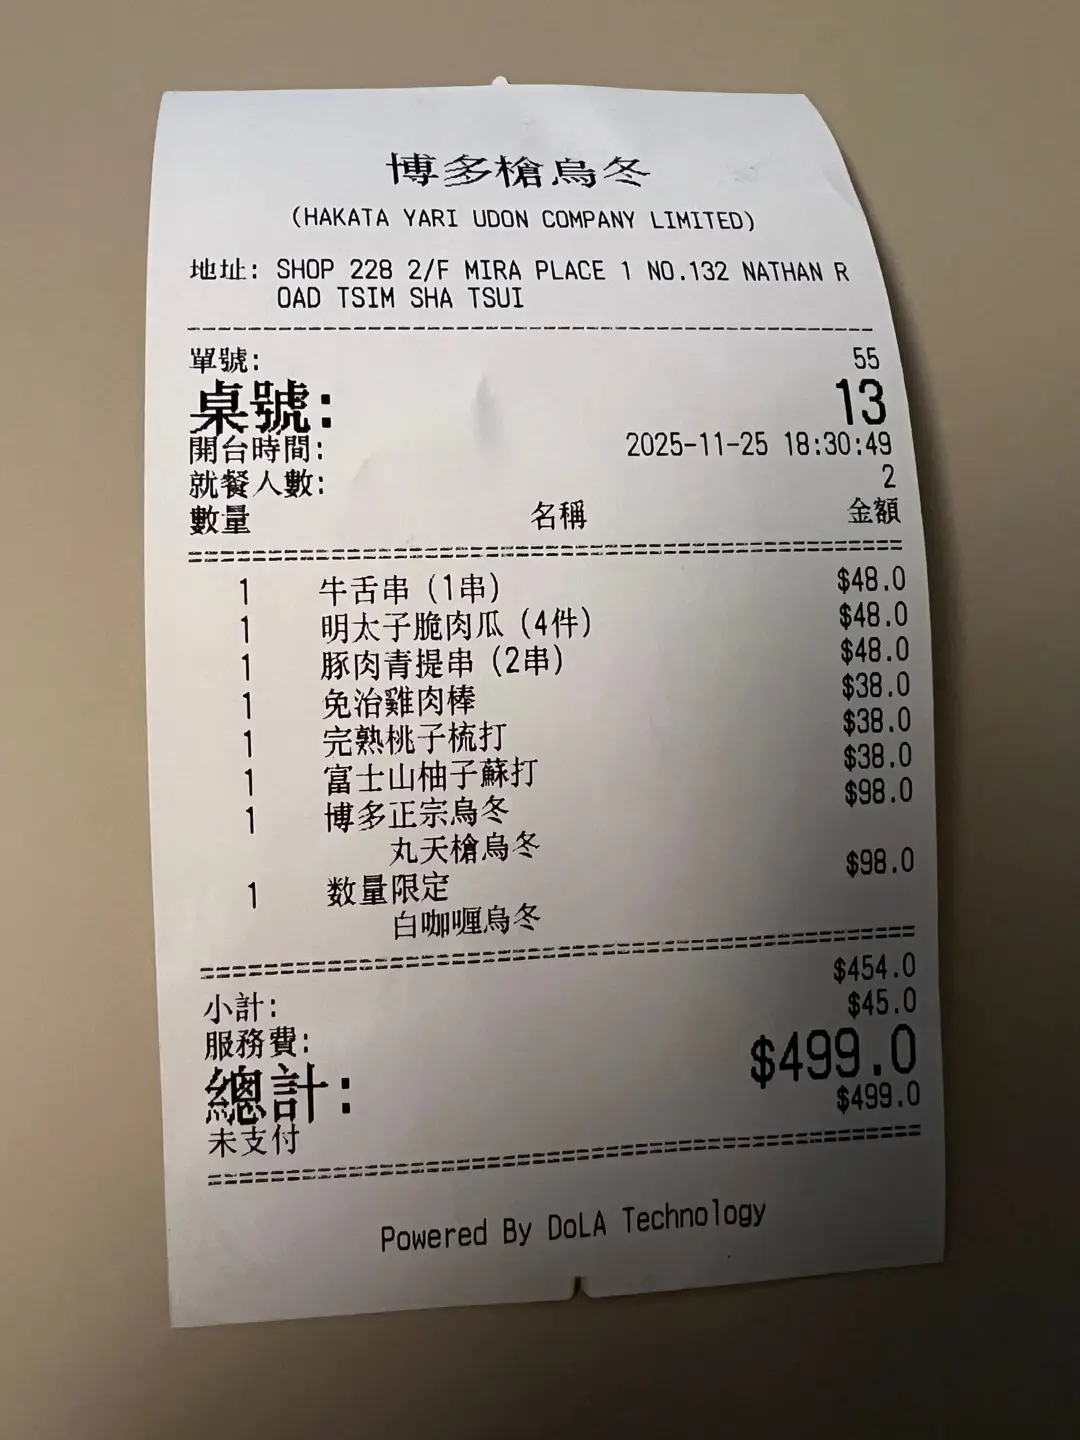 博多槍烏冬
(HAKATA YARI UDON COMPANY LIMITED)
地址: SHOP 228 2/F MIRA PLACE 1 NO.132 NATHAN R
OAD TSIM SHA TSUI
單號: 55
桌號: 13
開台時間: 2025-11-25 18:30:49
就餐人數: 2
數量 名稱 金額
1 牛舌串 (1串) $48.0
1 明太子脆肉瓜 (4件) $48.0
1 豚肉青提串 (2串) $48.0
1 免治雞肉棒 $38.0
1 完熟桃子梳打 $38.0
1 富士山柚子蘇打 $38.0
1 博多正宗烏冬 $98.0
丸天槍烏冬
1 数量限定 $98.0
白咖喱烏冬
小計: $454.0
服務費: $45.0
總計: $499.0
未支付 $499.0
Powered By DoLA Technology